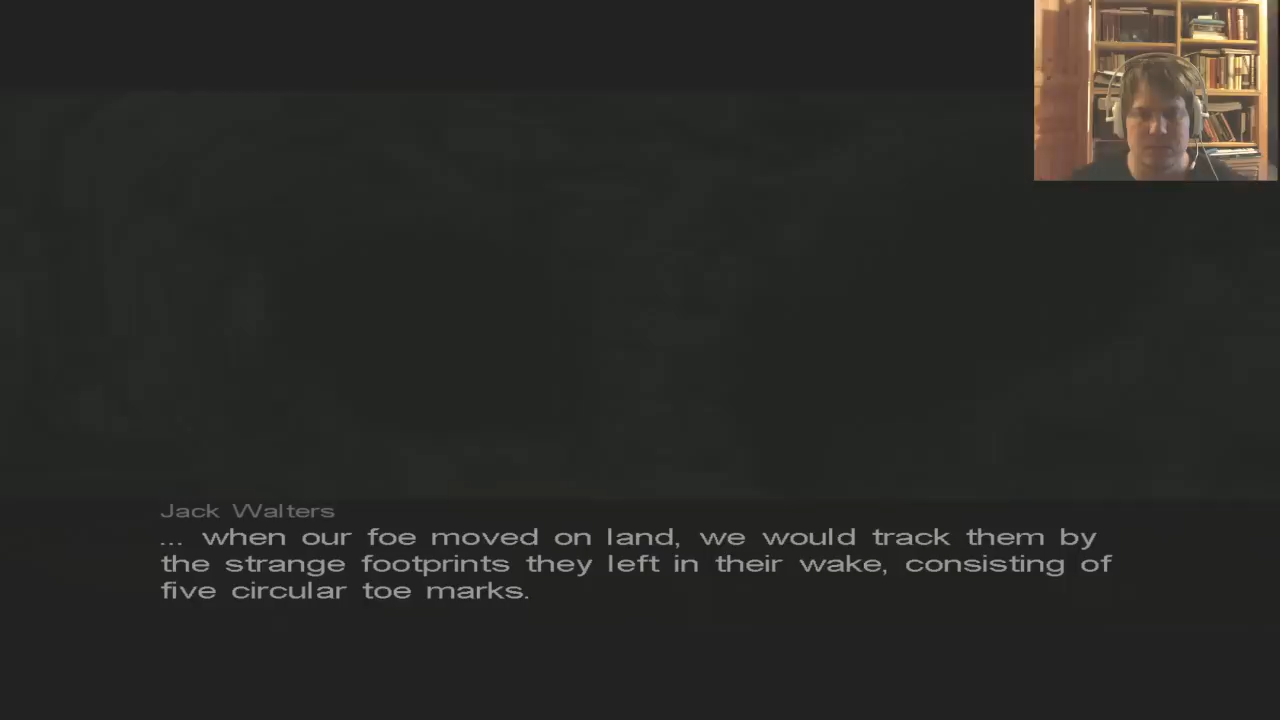 Jack Walters
... when our foe moved on land, we would track them by
the strange footprints they left in their wake, consisting of
five circular toe marks.